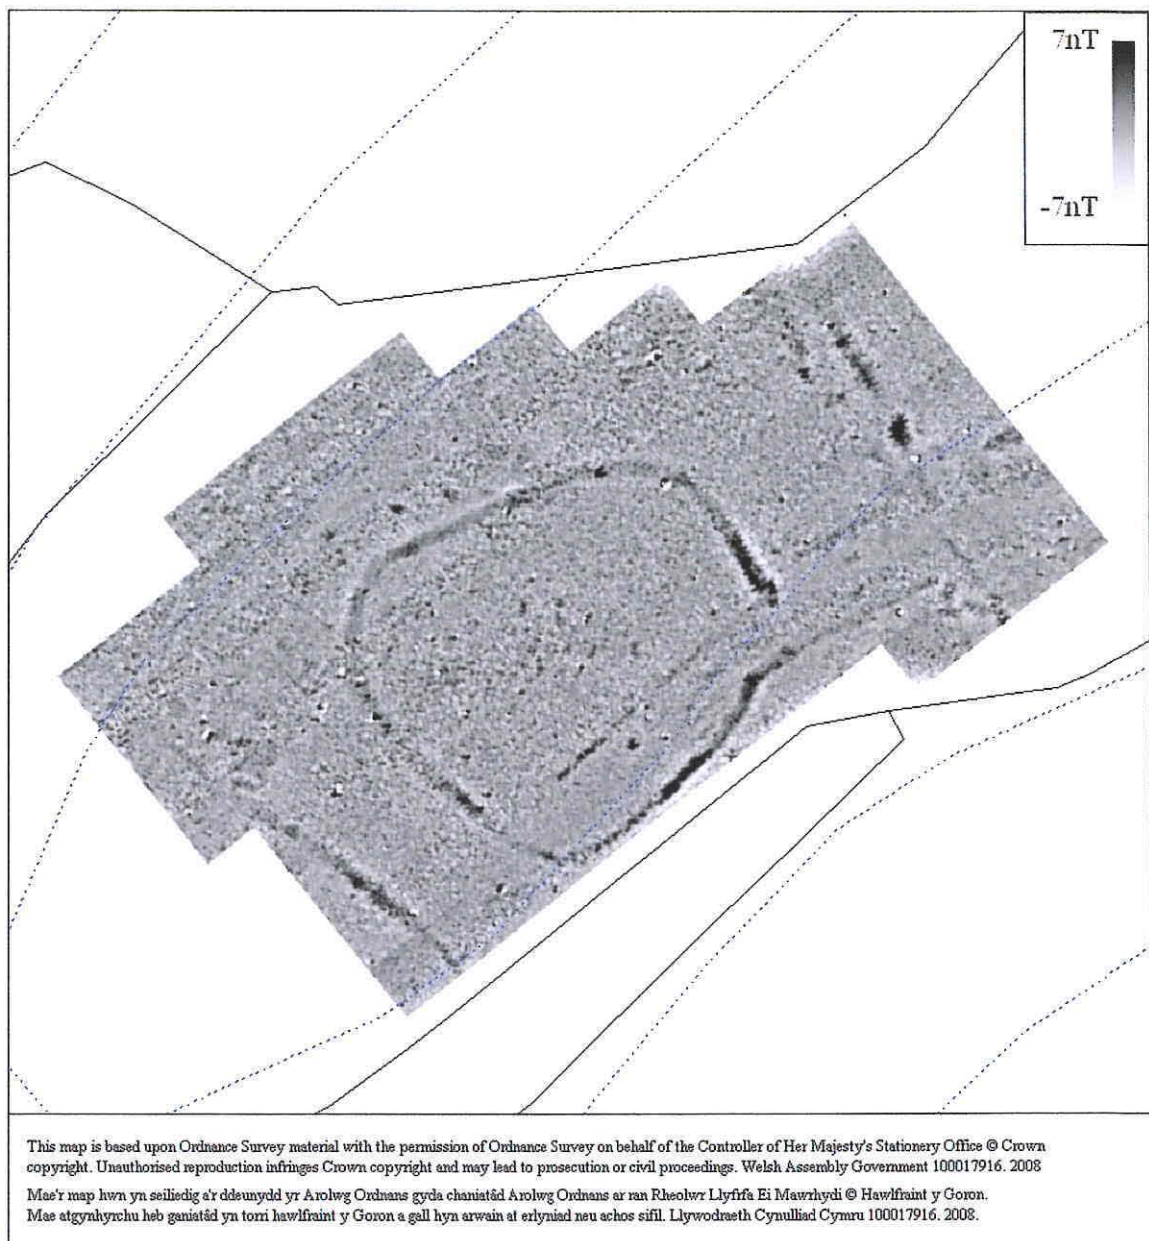 7nT
-7nT
This map is based upon Ordnance Survey material with the permission of Ordnance Survey on behalf of the Controller of Her Majesty's Stationery Office © Crown
copyright. Unauthorised reproduction infringes Crown copyright and may lead to prosecution or civil proceedings. Welsh Assembly Government 100017916. 2008
Mae'r map hwn yn seiliedig a'r ddeunydd yr Arolwg Ordnans gyda chaniatâd Arolwg Ordnans ar ran Rheolwr Llyfrfa Ei Mawrhydi © Hawlfraint y Goron.
Mae atgynhyrchu heb ganiatâd yn torri hawlfraint y Goron a gall hyn arwain at erlyniad neu achos sifil. Llywodraeth Cynulliad Cymru 100017916. 2008.